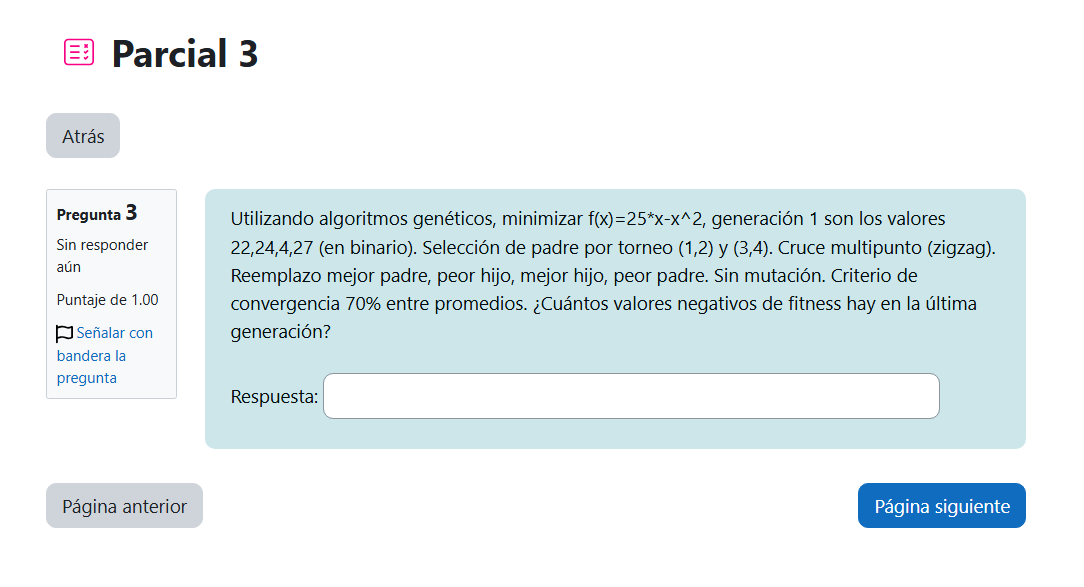 Parcial 3
Atrás
Pregunta 3
Sin responder
aún
Puntaje de 1.00
Señalar con
bandera la
pregunta
Utilizando algoritmos genéticos, minimizar f(x)=25*x-x^2, generación 1 son los valores
22,24,4,27 (en binario). Selección de padre por torneo (1,2) y (3,4). Cruce multipunto (zigzag).
Reemplazo mejor padre, peor hijo, mejor hijo, peor padre. Sin mutación. Criterio de
convergencia 70% entre promedios. ¿Cuántos valores negativos de fitness hay en la última
generación?
Respuesta:
Página anterior
Página siguiente